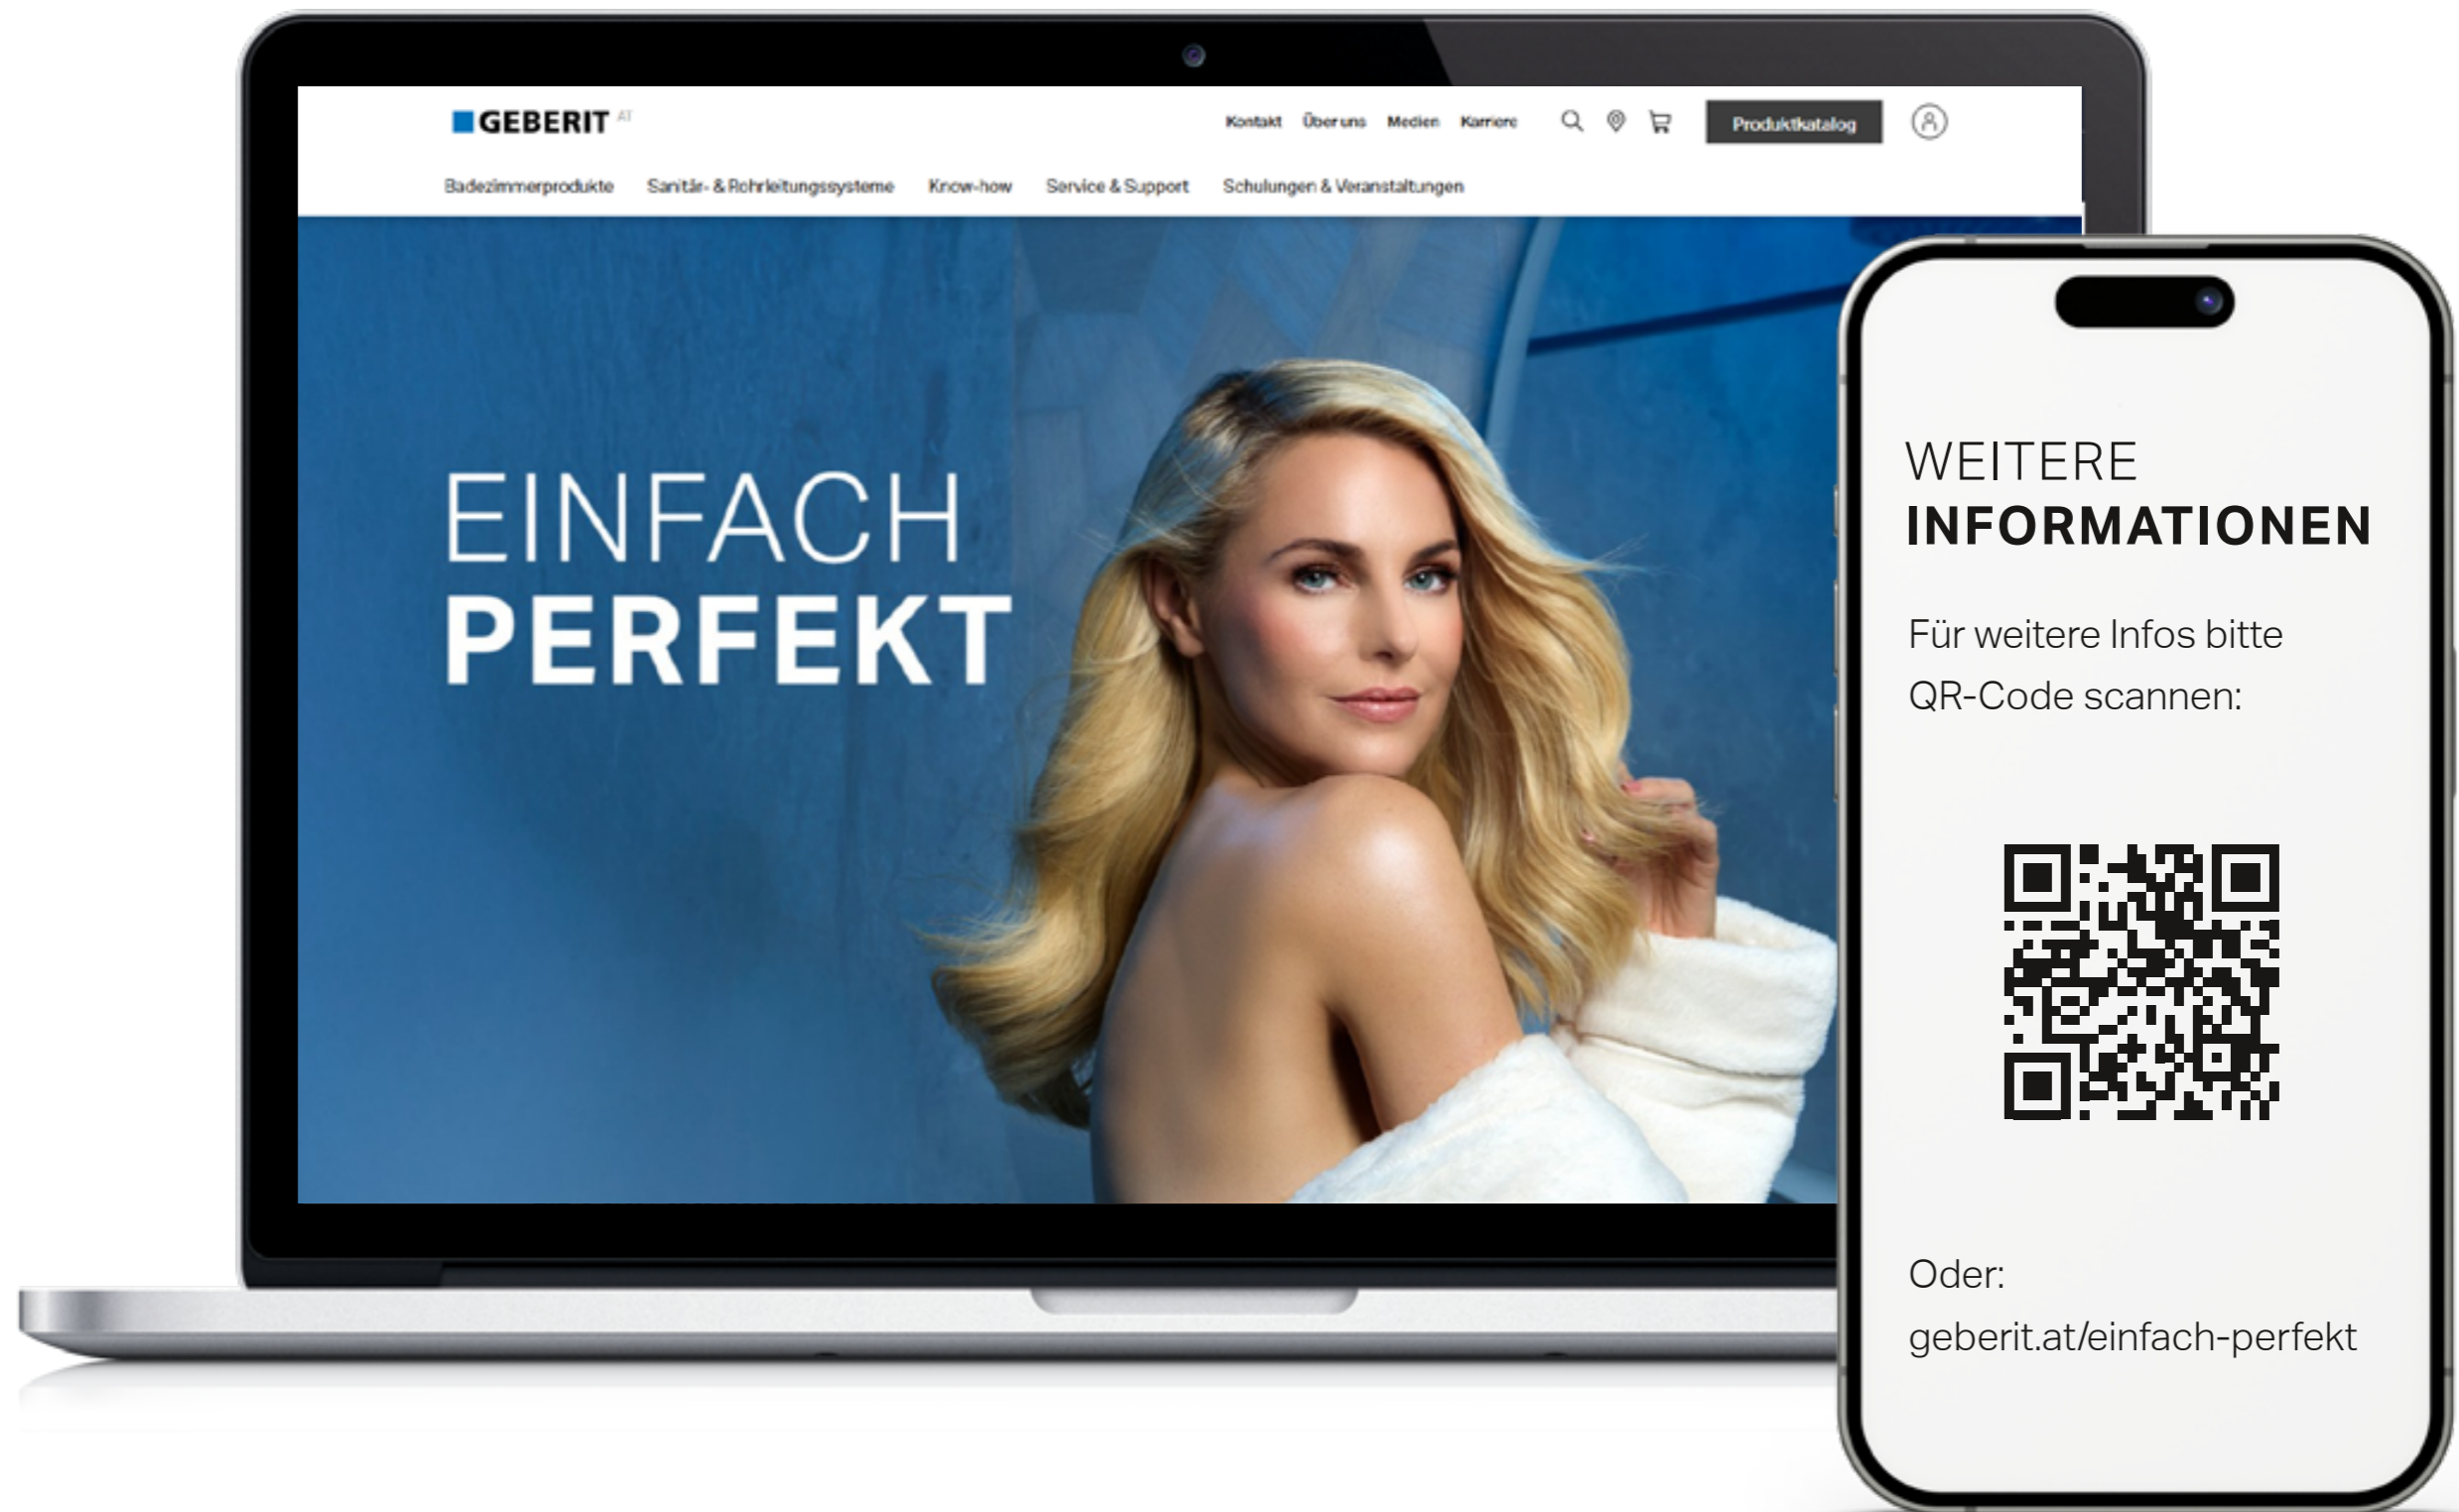 GEBERIT AT
Kontakt Über uns Medien Karriere Produktkatalog
Badezimmerprodukte Sanitär- & Rohrleitungssysteme Know-how Service & Support Schulungen & Veranstaltungen
EINFACH
PERFEKT
WEITERE
INFORMATIONEN
Für weitere Infos bitte
QR-Code scannen:
Oder:
geberit.at/einfach-perfekt